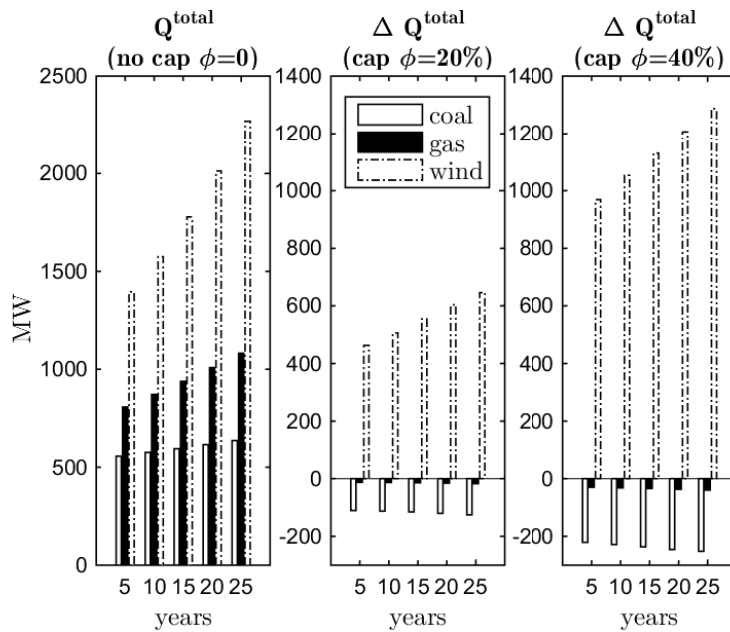 Q^total
(no cap ϕ=0)
Δ Q^total
(cap ϕ=20%)
Δ Q^total
(cap ϕ=40%)
MW
2500
2000
1500
1000
500
0
5 10 15 20 25
years
1400
1200
1000
800
600
400
200
0
-200
coal
gas
wind
5 10 15 20 25
years
1400
1200
1000
800
600
400
200
0
-200
5 10 15 20 25
years